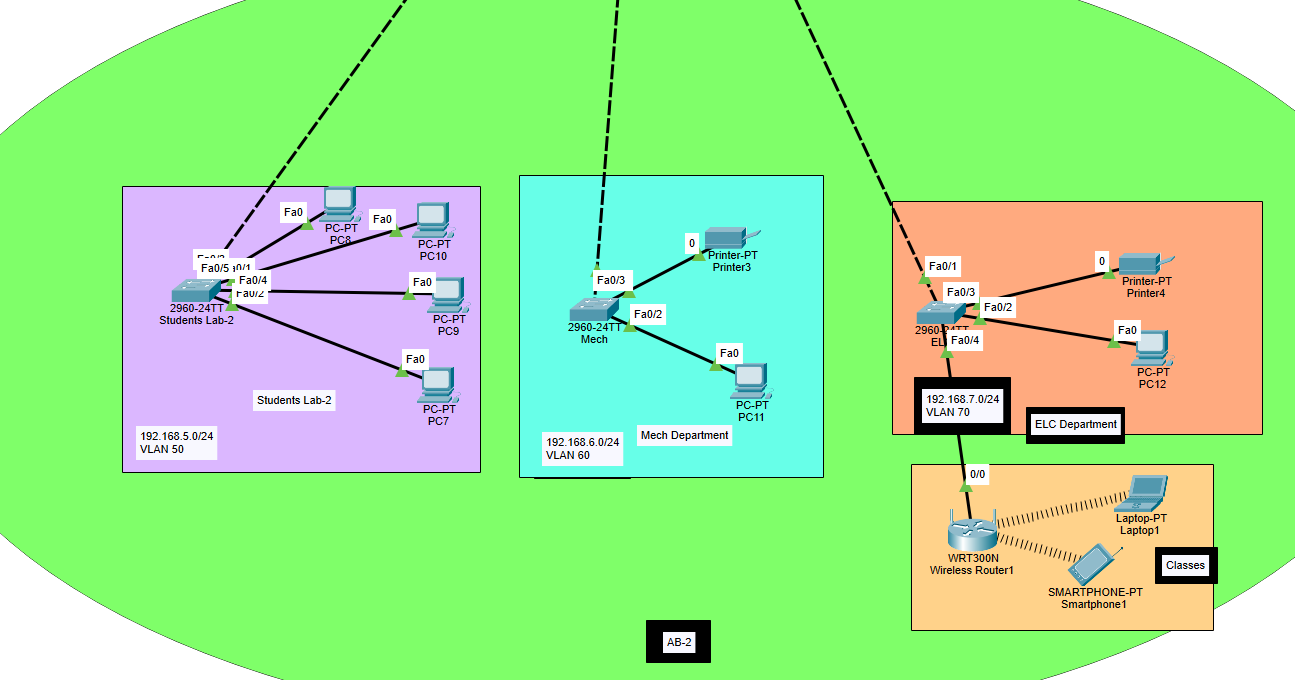 Fa0
PC-PT
PC8
Fa0
PC-PT
PC10
Fa0/5
Fa0/4
Fa0/2
2960-24TT
Students Lab-2
Fa0
PC-PT
PC9
Fa0
PC-PT
PC7
Students Lab-2
192.168.5.0/24
VLAN 50
0
Printer-PT
Printer3
Fa0/3
Fa0/2
2960-24TT
Mech
Fa0
PC-PT
PC11
Mech Department
192.168.6.0/24
VLAN 60
Fa0/1
0
Printer-PT
Printer4
Fa0/3
Fa0/2
Fa0/4
Fa0
PC-PT
PC12
192.168.7.0/24
VLAN 70
ELC Department
0/0
WRT300N
Wireless Router1
Laptop-PT
Laptop1
SMARTPHONE-PT
Smartphone1
Classes
AB-2